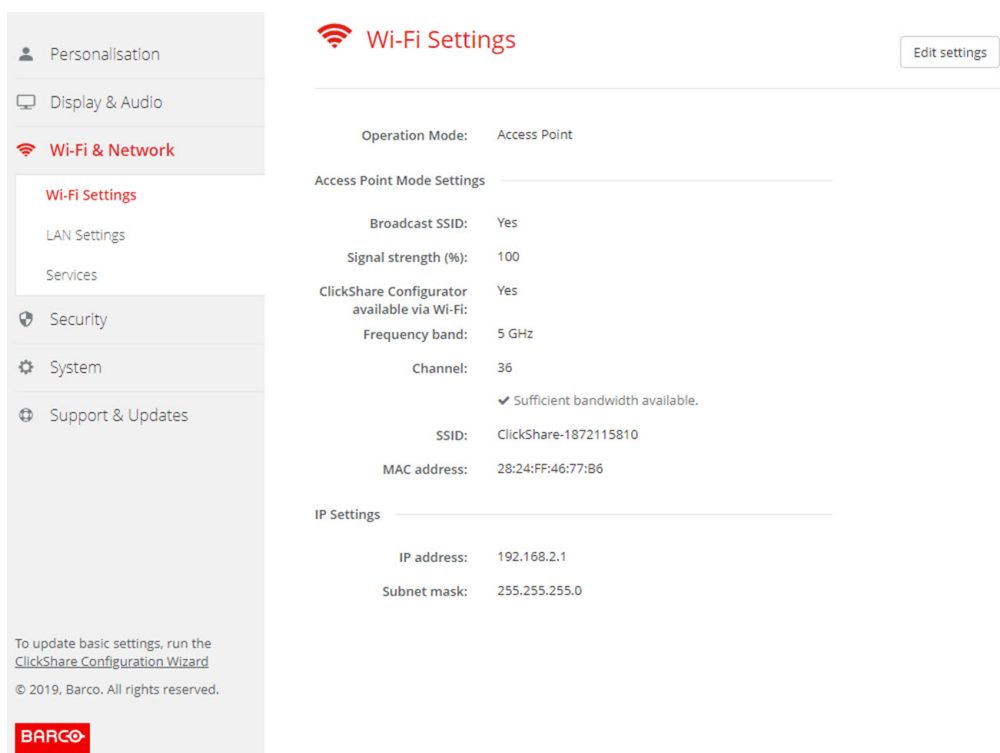 Personalisation
Display & Audio
Wi-Fi & Network
Wi-Fi Settings
LAN Settings
Services
Security
System
Support & Updates
To update basic settings, run the
ClickShare Configuration Wizard
© 2019, Barco. All rights reserved.
BARCO
Wi-Fi Settings
Edit settings
Operation Mode: Access Point
Access Point Mode Settings
Broadcast SSID: Yes
Signal strength (%): 100
ClickShare Configurator Yes
available via Wi-Fi:
Frequency band: 5 GHz
Channel: 36
✔ Sufficient bandwidth available.
SSID: ClickShare-1872115810
MAC address: 28:24:FF:46:77:B6
IP Settings
IP address: 192.168.2.1
Subnet mask: 255.255.255.0